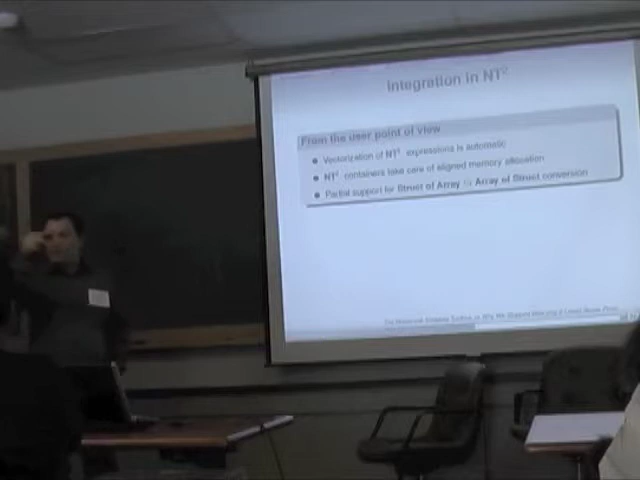 Integration in NT²
From the user point of view
Vectorization of NT² expressions is automatic
NT² containers take care of aligned memory allocation
Partial support for Struct of Array to Array of Struct conversion